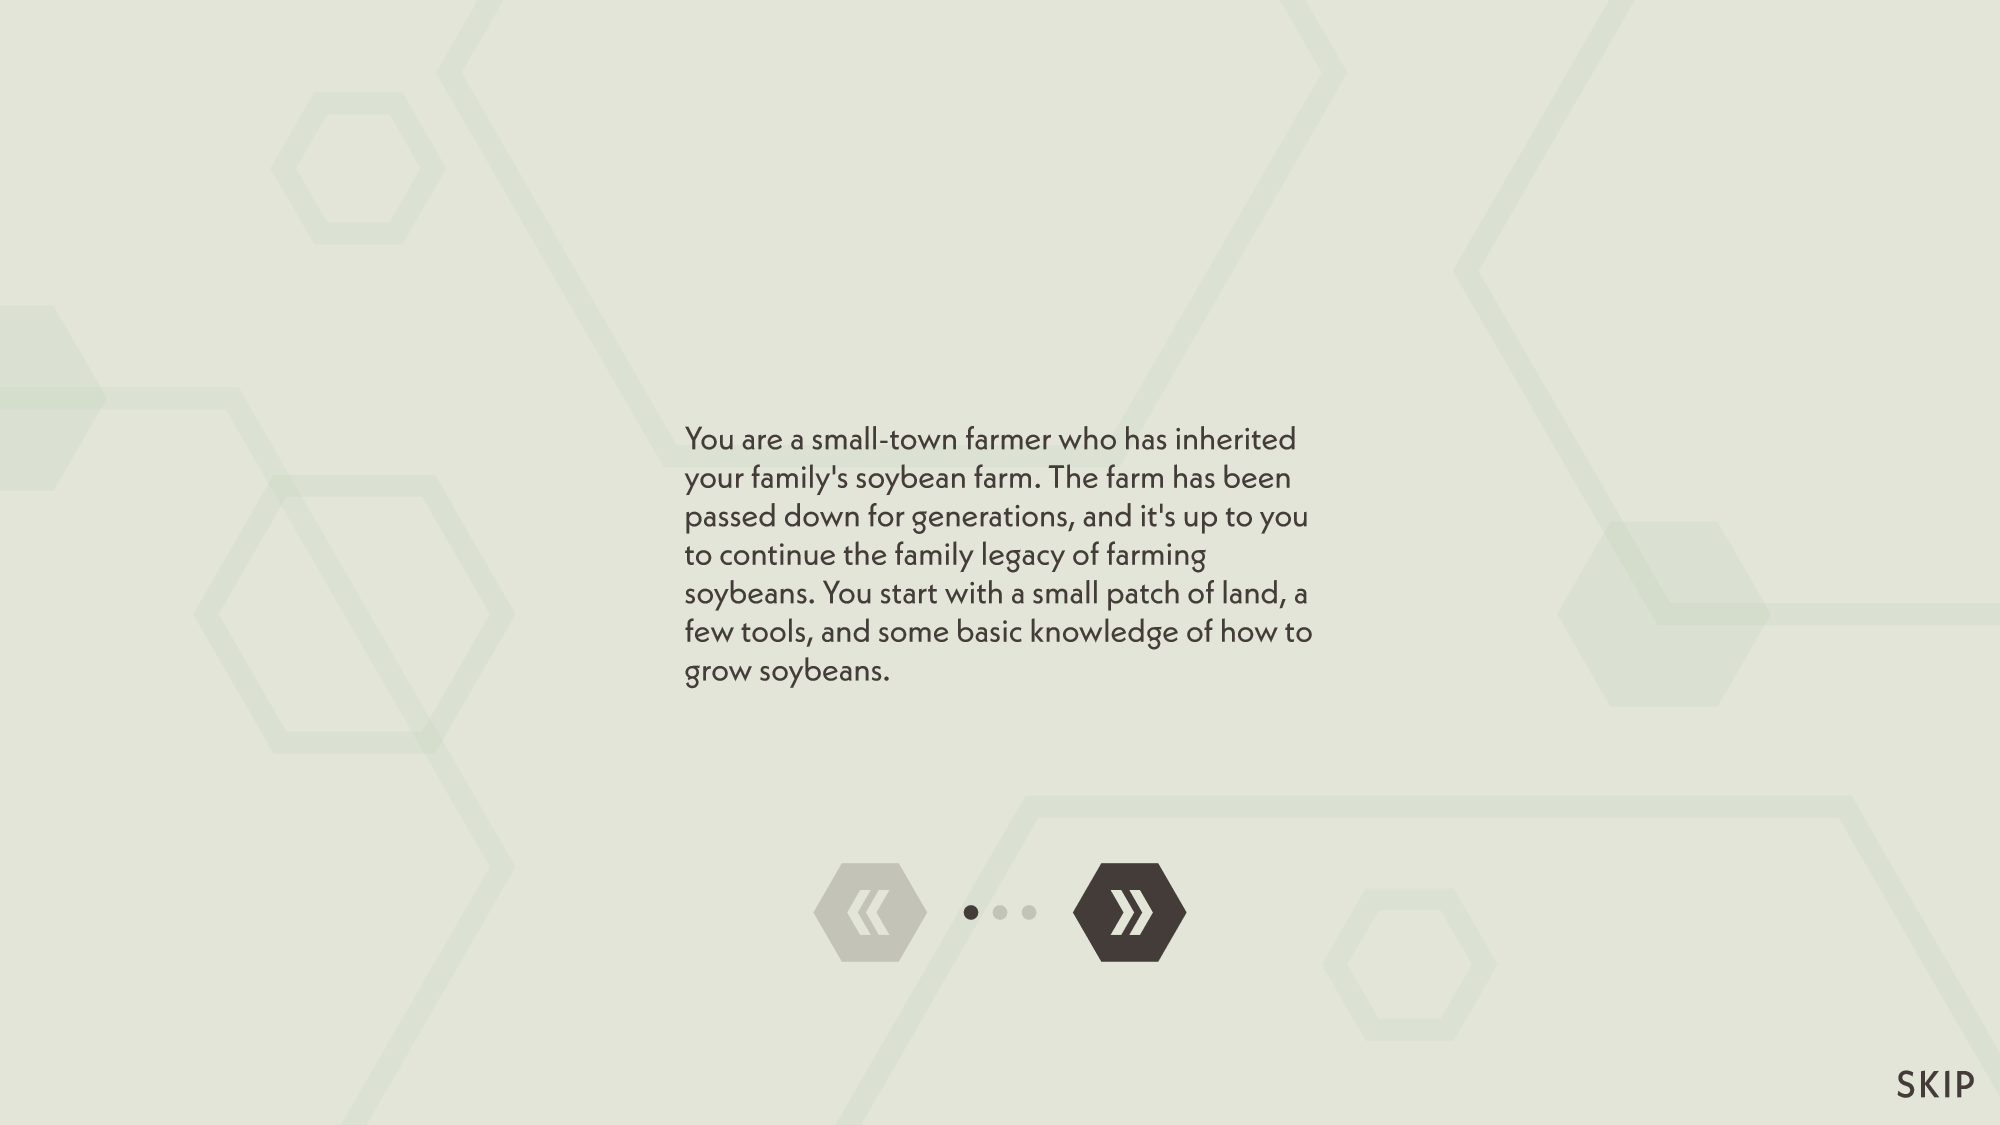 You are a small-town farmer who has inherited
your family's soybean farm. The farm has been
passed down for generations, and it's up to you
to continue the family legacy of farming
soybeans. You start with a small patch of land, a
few tools, and some basic knowledge of how to
grow soybeans.
SKIP